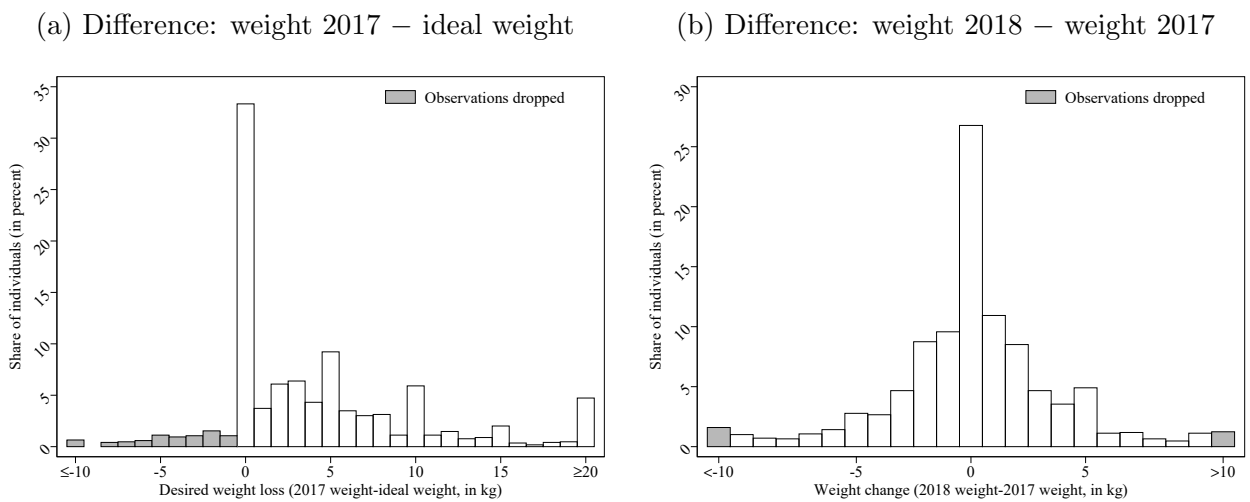 (a) Difference: weight 2017 − ideal weight
Observations dropped
Share of individuals (in percent)
35
30
25
20
15
10
5
0
≤-10 -5 0 5 10 15 ≥20
Desired weight loss (2017 weight-ideal weight, in kg)
(b) Difference: weight 2018 − weight 2017
Observations dropped
Share of individuals (in percent)
30
25
20
15
10
5
0
<-10 -5 0 5 >10
Weight change (2018 weight-2017 weight, in kg)